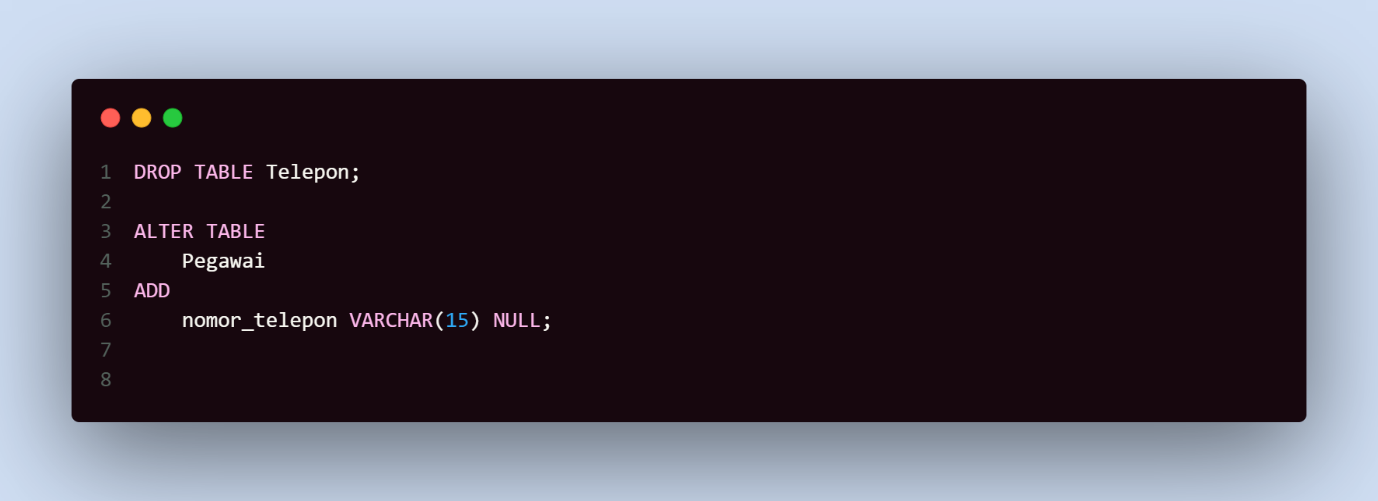 1 DROP TABLE Telepon;
2
3 ALTER TABLE
4     Pegawai
5 ADD
6     nomor_telepon VARCHAR(15) NULL;
7
8